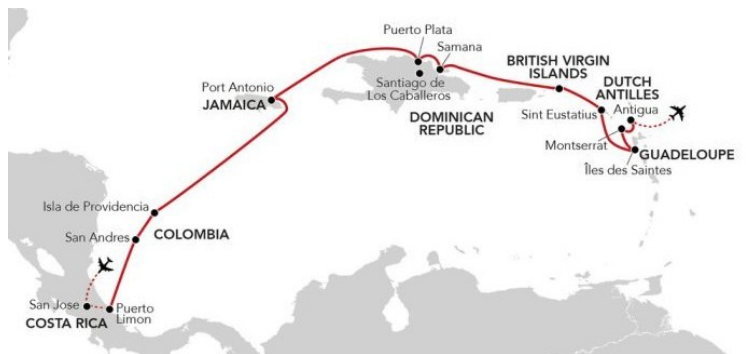 Puerto Plata
Samana
BRITISH VIRGIN
ISLANDS
DUTCH
ANTILLES
Port Antonio
JAMAICA
Santiago de
Los Caballeros
DOMINICAN
REPUBLIC
Sint Eustatius
Antigua
Montserrat
GUADELOUPE
Îles des Saintes
Isla de Providencia
San Andres
COLOMBIA
San Jose
COSTA RICA
Puerto
Limon